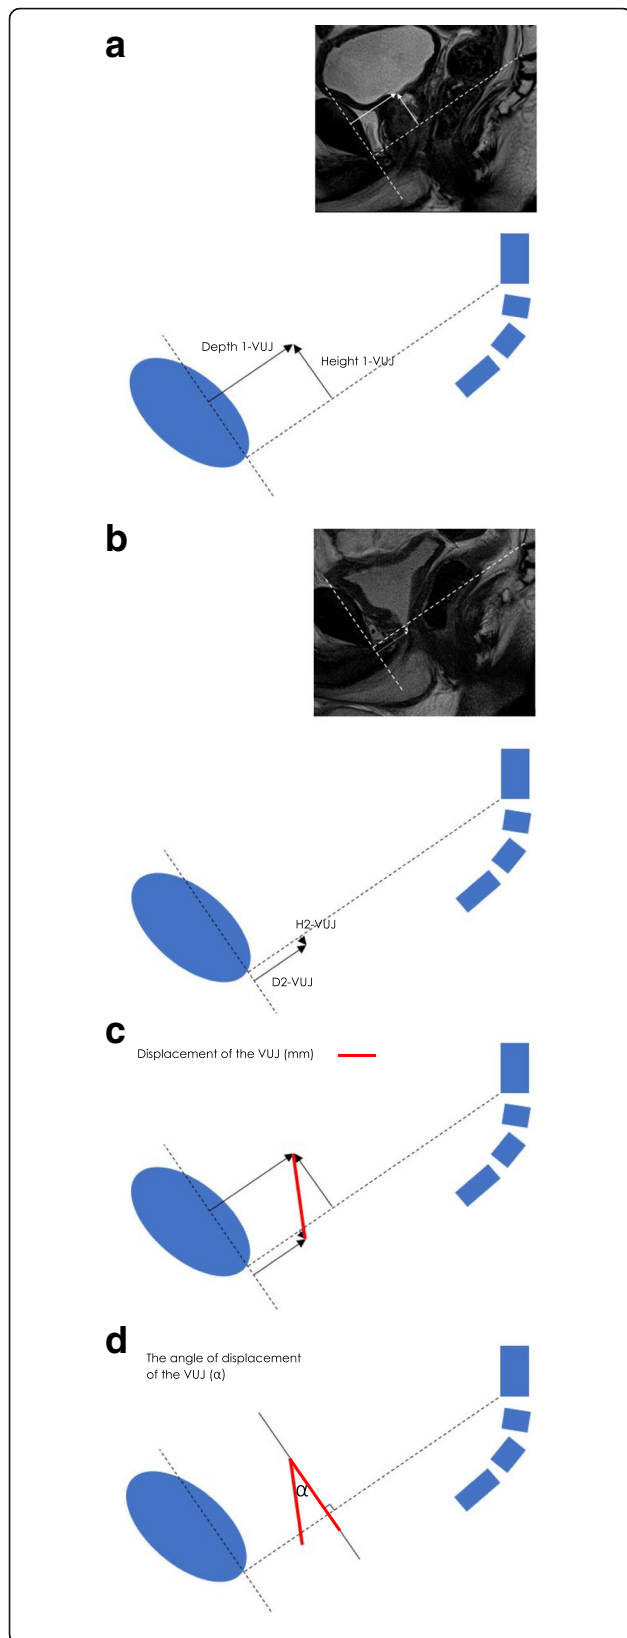 a
Depth 1-VUJ
Height 1-VUJ
b
H2-VUJ
D2-VUJ
c
Displacement of the VUJ (mm)
d
The angle of displacement
of the VUJ (α)
α